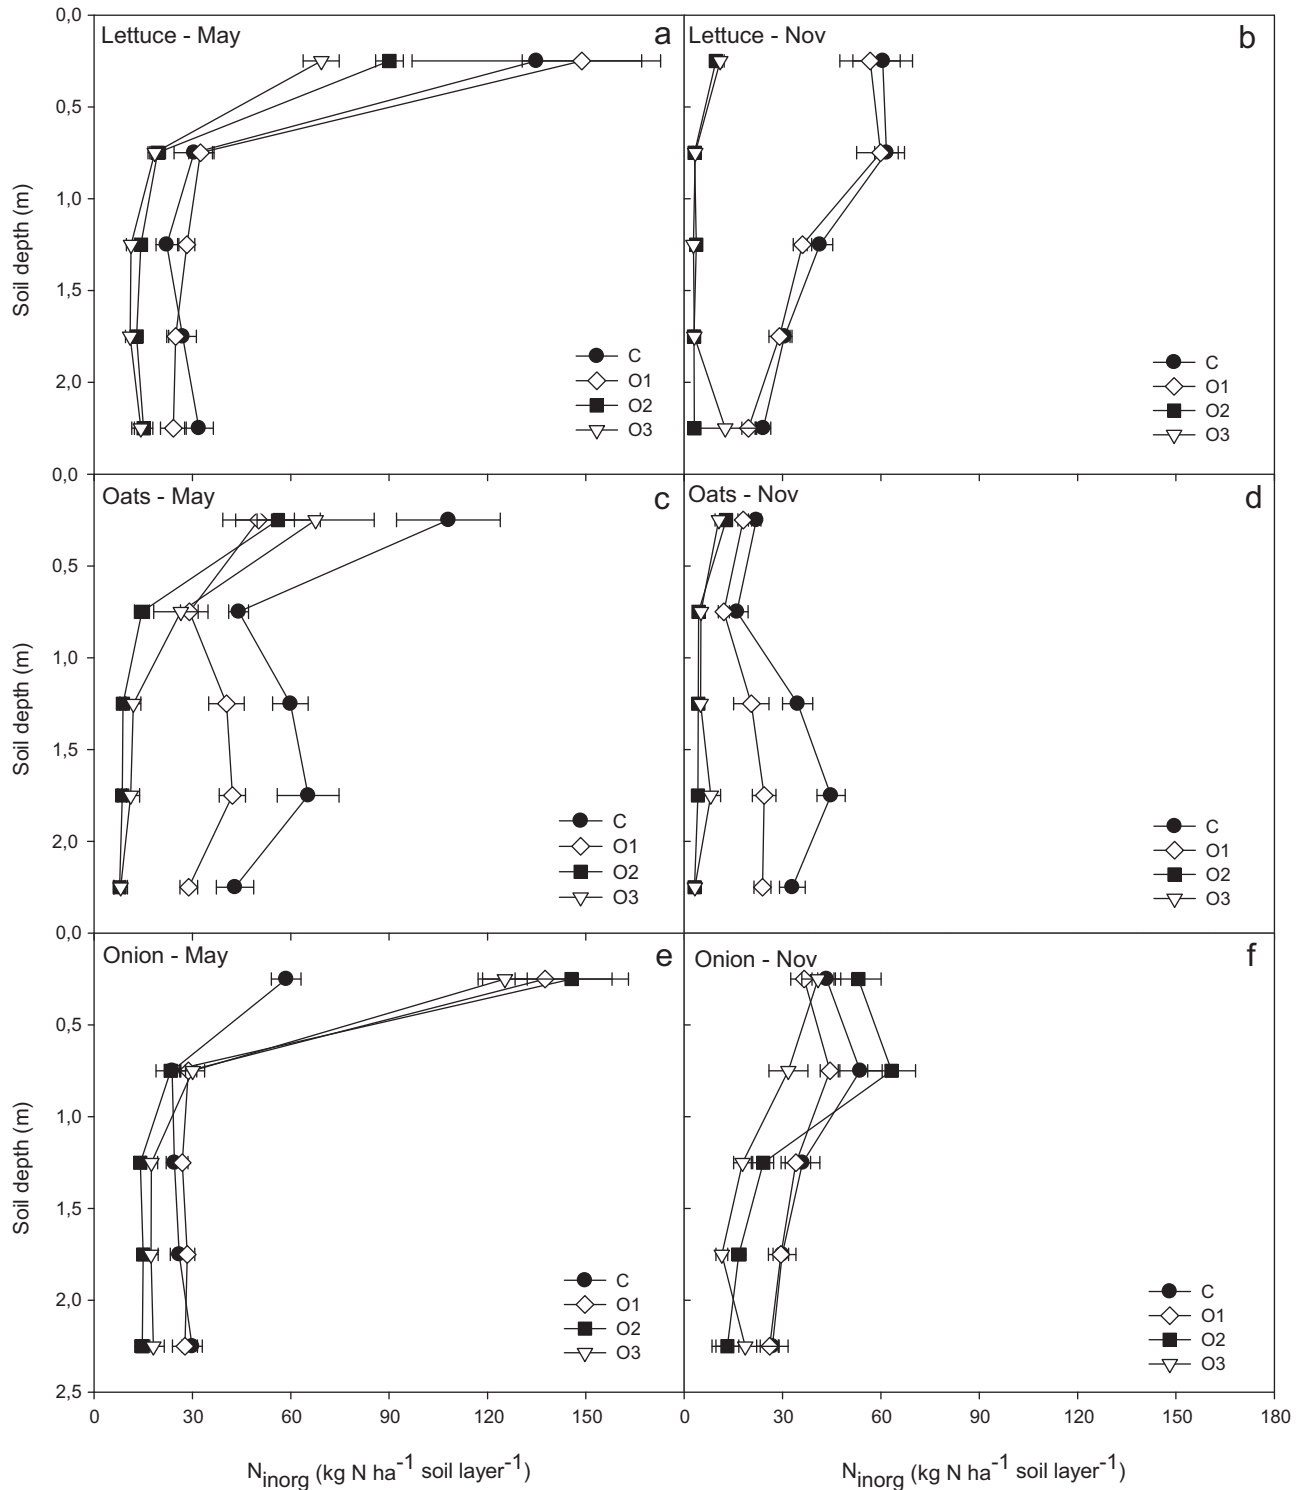 0,0
Lettuce - May
a
Lettuce - Nov
b
0,5
1,0
Soil depth (m)
1,5
2,0
C
O1
O2
O3
C
O1
O2
O3
0,0
Oats - May
c
Oats - Nov
d
0,5
1,0
Soil depth (m)
1,5
2,0
C
O1
O2
O3
C
O1
O2
O3
0,0
Onion - May
e
Onion - Nov
f
0,5
1,0
Soil depth (m)
1,5
2,0
2,5
C
O1
O2
O3
C
O1
O2
O3
0 30 60 90 120 150
0 30 60 90 120 150 180
N_inorg (kg N ha⁻¹ soil layer⁻¹)
N_inorg (kg N ha⁻¹ soil layer⁻¹)